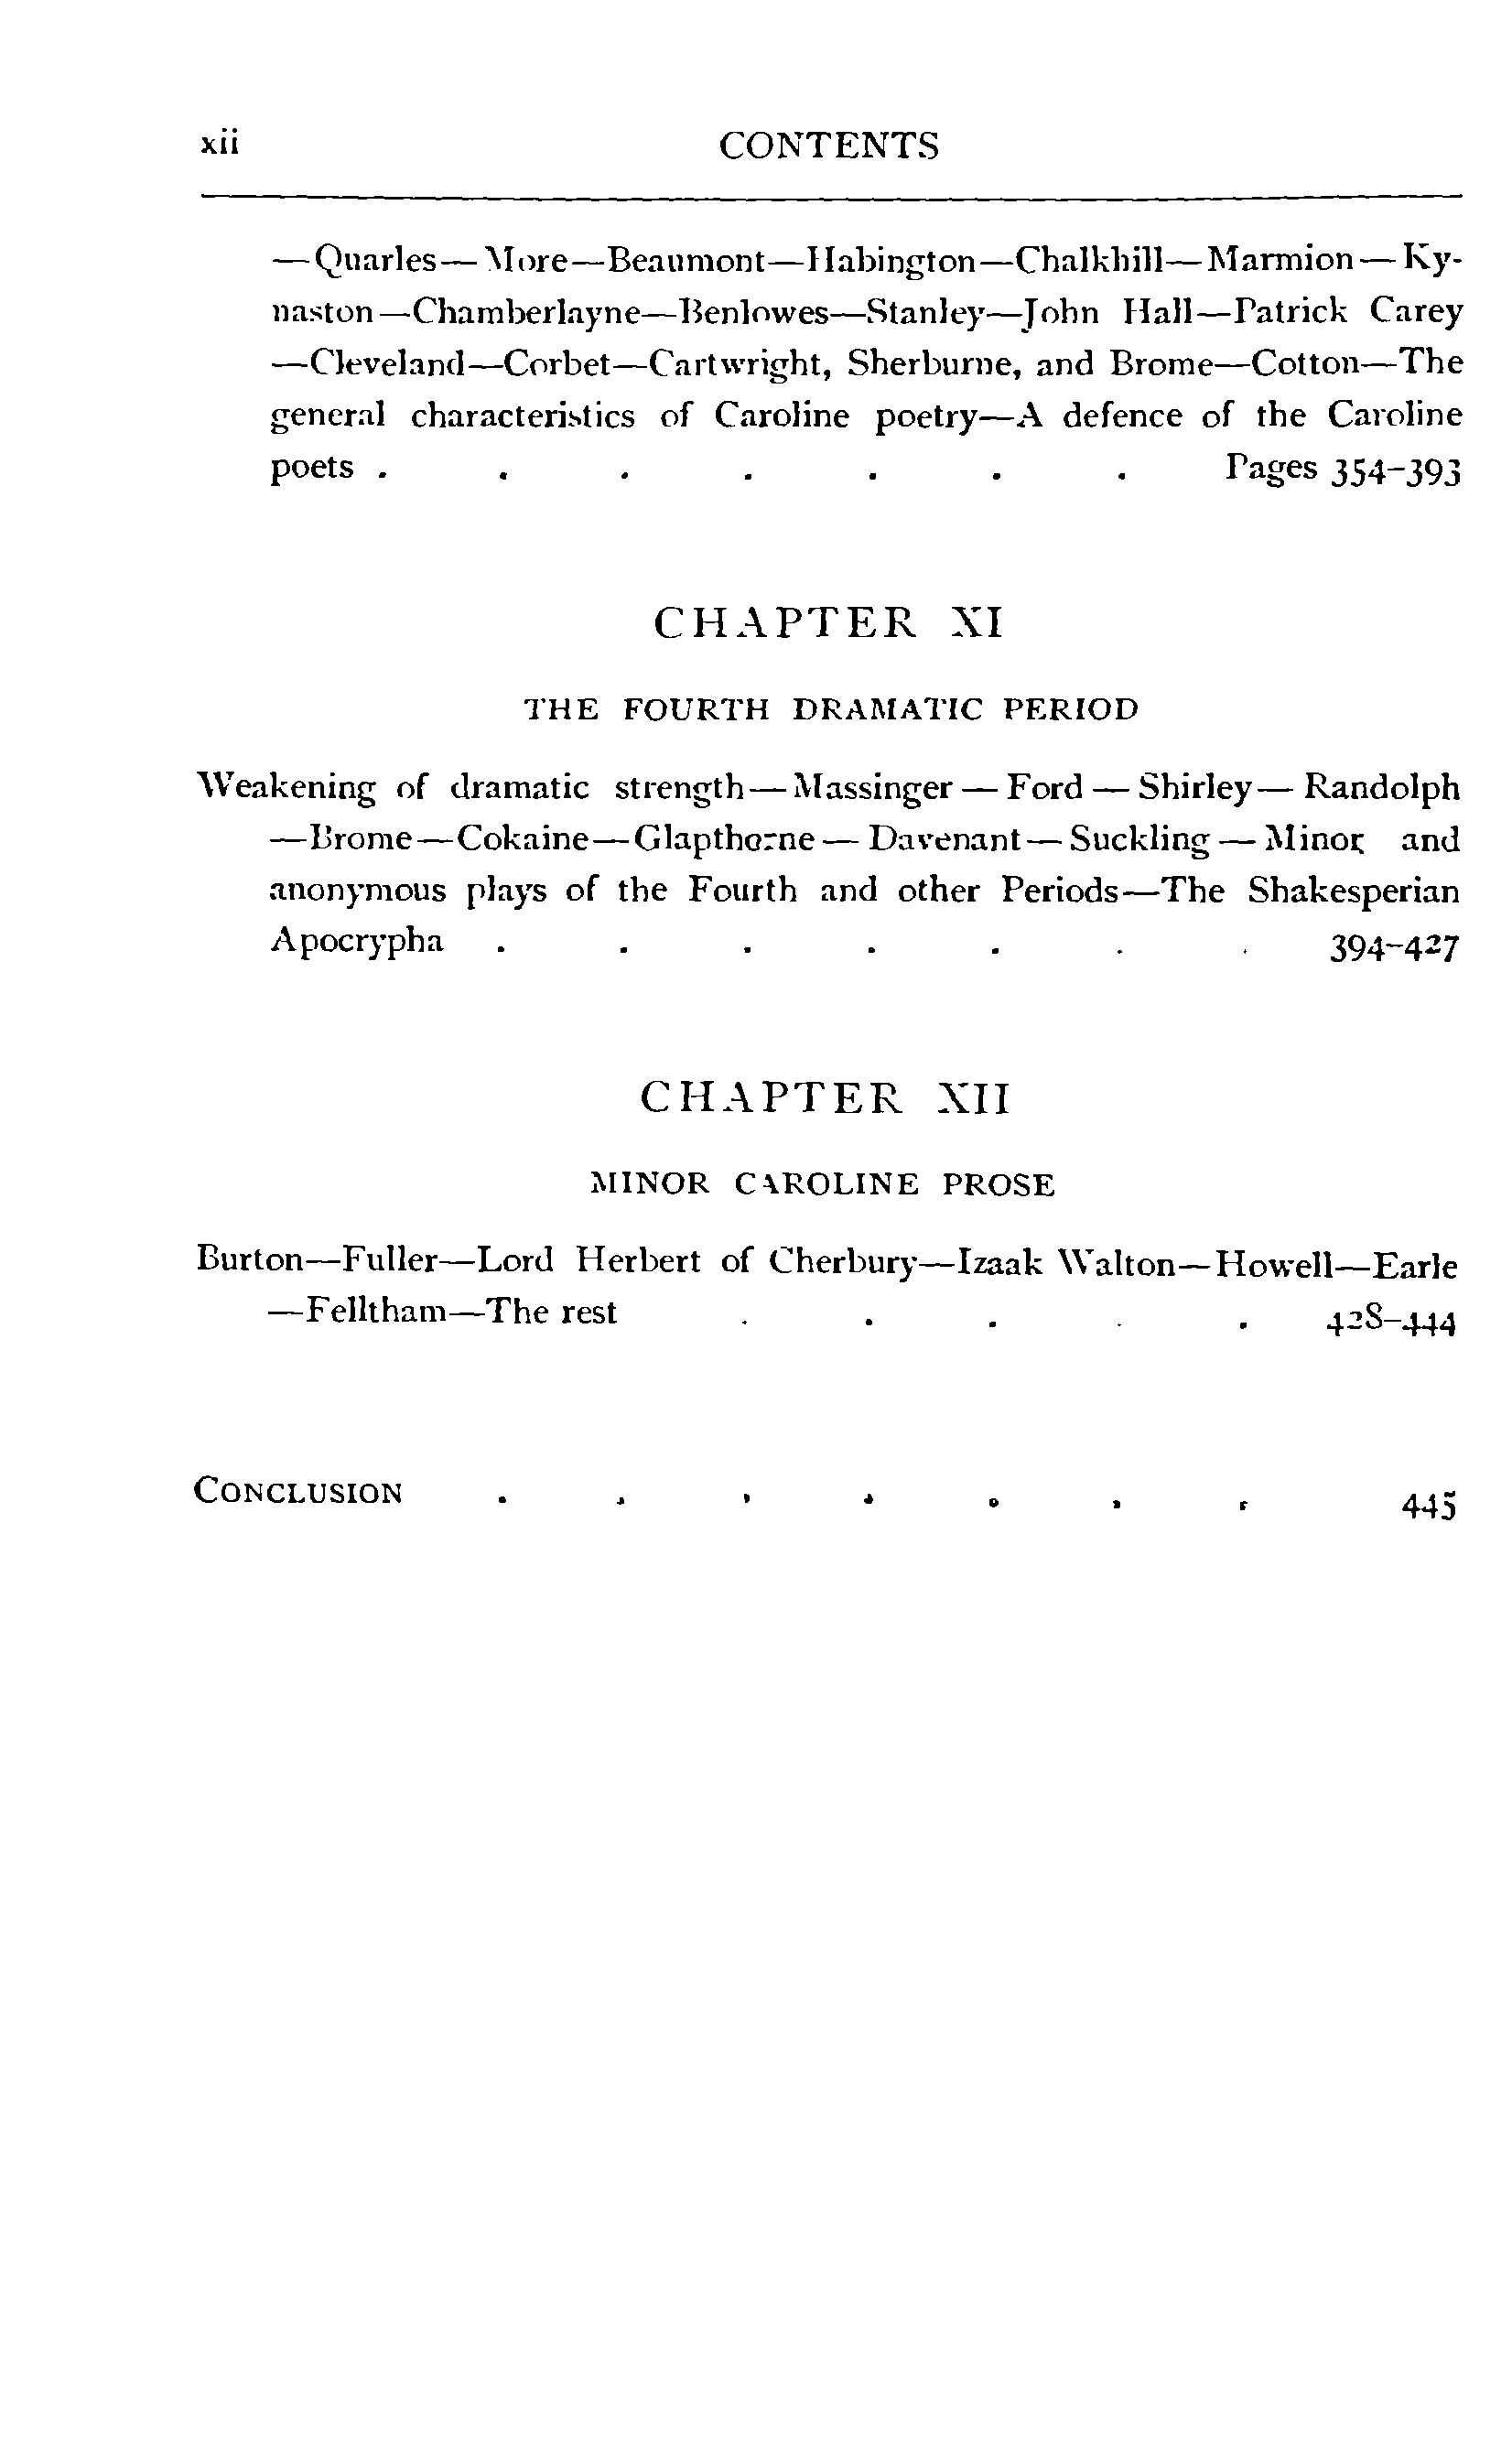 xii CONTENTS
—Quarles—More—Beaumont—Habington—Chalkhill—Marmion—Ky-
naston—Chamberlayne—Benlowes—Stanley—John Hall—Patrick Carey
—Cleveland—Corbet—Cartwright, Sherburne, and Brome—Cotton—The
general characteristics of Caroline poetry—A defence of the Caroline
poets . . . . . . . Pages 354-393
CHAPTER XI
THE FOURTH DRAMATIC PERIOD
Weakening of dramatic strength—Massinger—Ford—Shirley—Randolph
—Brome—Cokaine—Glapthorne—Davenant—Suckling—Minor and
anonymous plays of the Fourth and other Periods—The Shakesperian
Apocrypha . . . . . . . 394-427
CHAPTER XII
MINOR CAROLINE PROSE
Burton—Fuller—Lord Herbert of Cherbury—Izaak Walton—Howell—Earle
—Felltham—The rest . . . . . 428-444
CONCLUSION . . . . . . . 445